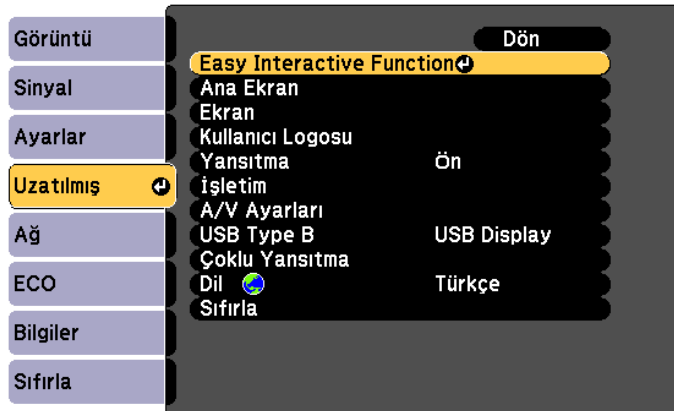 Görüntü
Sinyal
Ayarlar
Uzatılmış
Ağ
ECO
Bilgiler
Sıfırla
Dön
Easy Interactive Function
Ana Ekran
Ekran
Kullanıcı Logosu
Yansıtma Ön
İşletim
A/V Ayarları
USB Type B USB Display
Çoklu Yansıtma
Dil Türkçe
Sıfırla